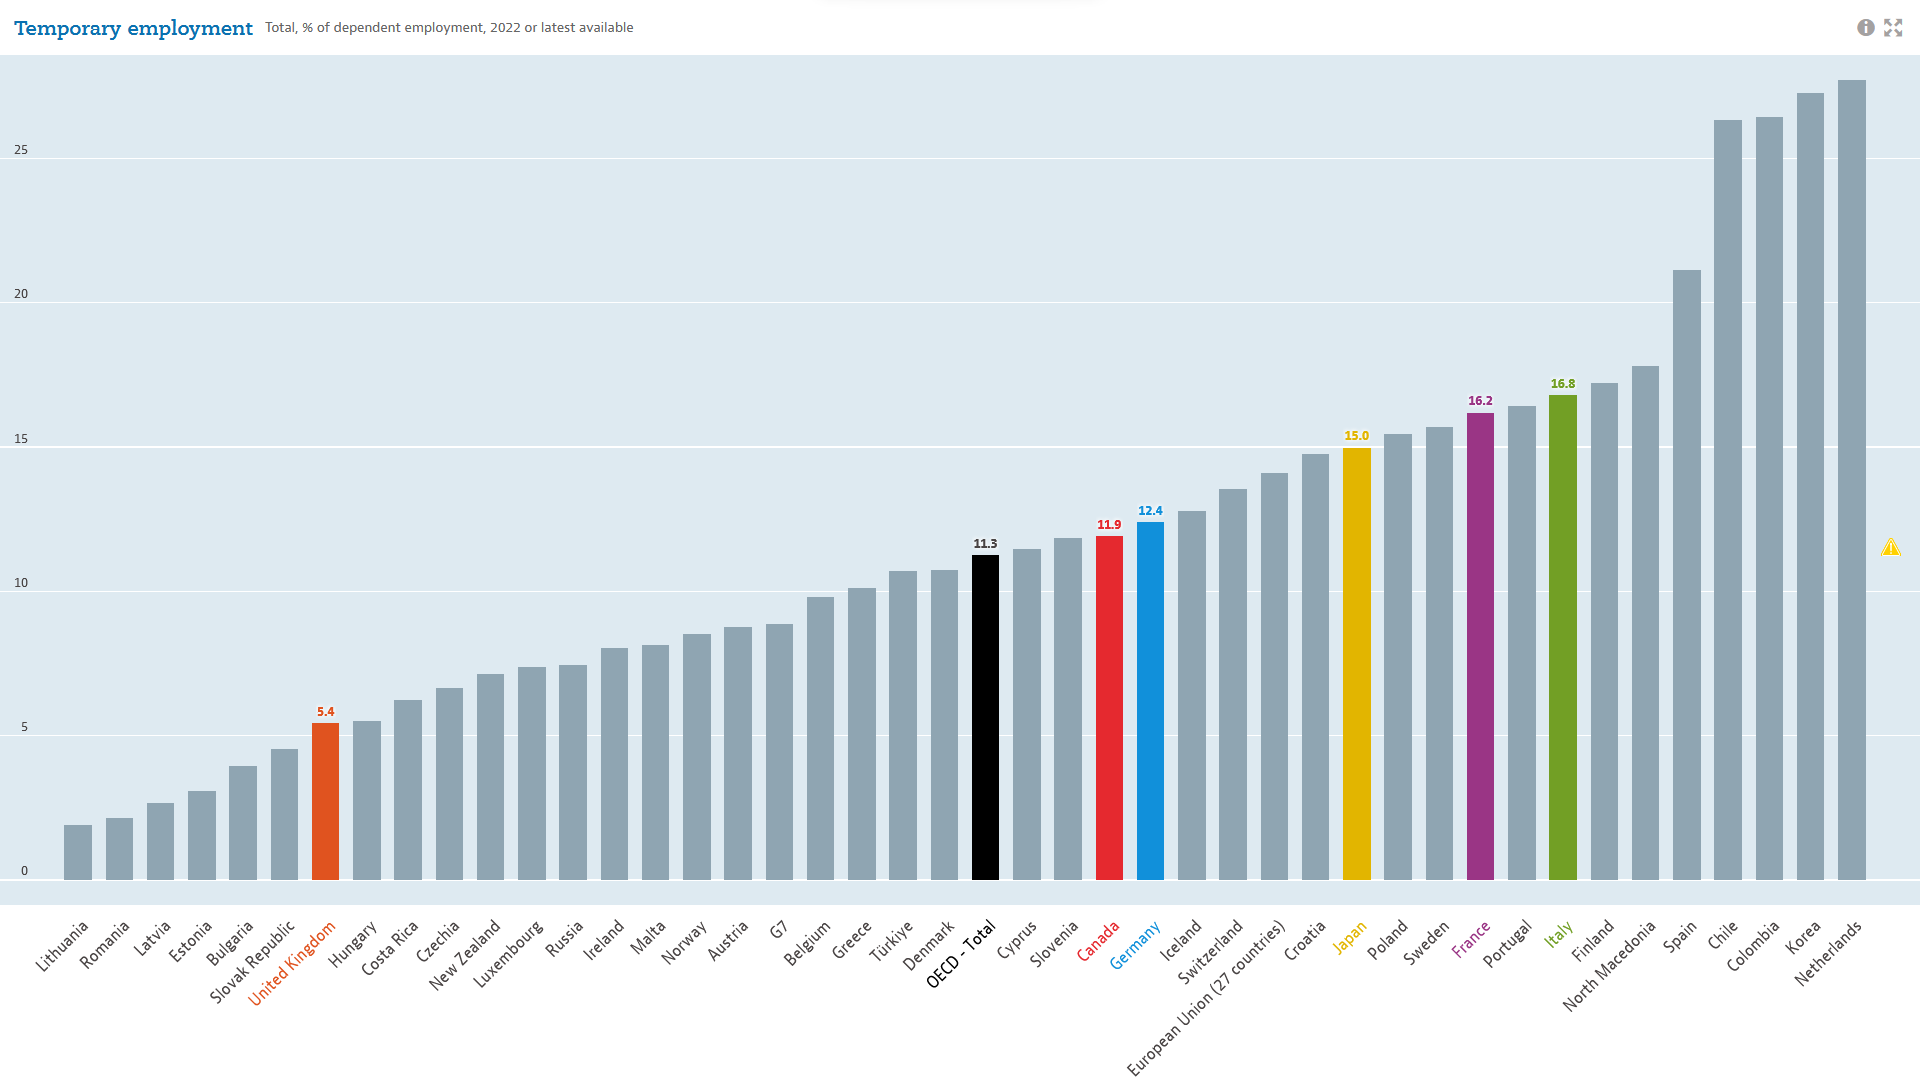 Temporary employment Total, % of dependent employment, 2022 or latest available
25
20
15
10
5
0
5.4
11.3
11.9
12.4
15.0
16.2
16.8
Lithuania
Romania
Latvia
Estonia
Bulgaria
Slovak Republic
United Kingdom
Hungary
Costa Rica
Czechia
New Zealand
Luxembourg
Russia
Ireland
Malta
Norway
Austria
G7
Belgium
Greece
Türkiye
Denmark
OECD - Total
Cyprus
Slovenia
Canada
Germany
Iceland
Switzerland
European Union (27 countries)
Croatia
Japan
Poland
Sweden
France
Portugal
Italy
Finland
North Macedonia
Spain
Chile
Colombia
Korea
Netherlands